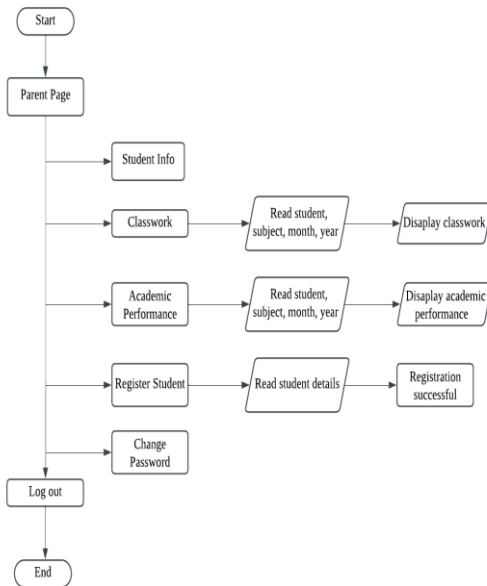 Start
Parent Page
Student Info
Classwork
Read student,
subject, month, year
Disaplay classwork
Academic
Performance
Read student,
subject, month, year
Disaplay academic
performance
Register Student
Read student details
Registration
successful
Change
Password
Log out
End